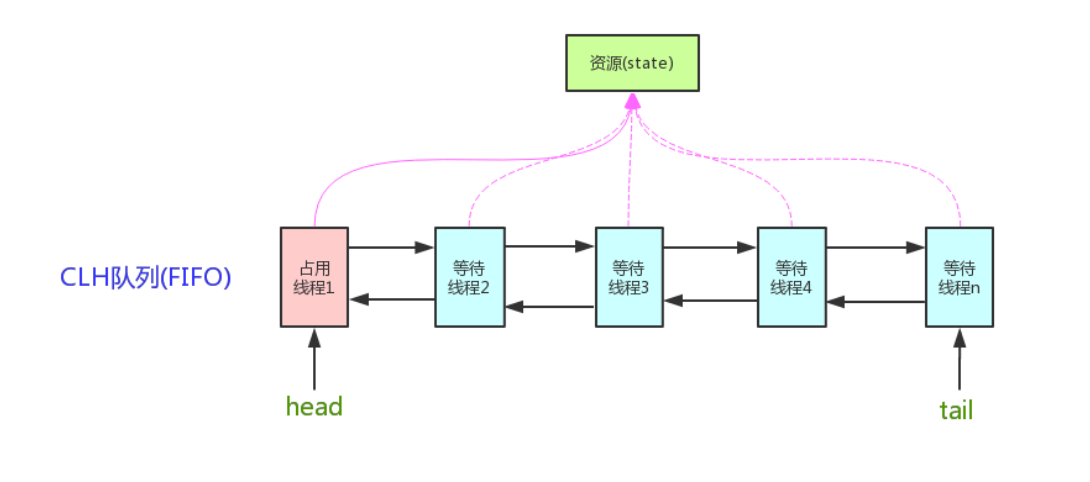 资源(state)
CLH队列(FIFO)
占用
线程1
等待
线程2
等待
线程3
等待
线程4
等待
线程n
head
tail